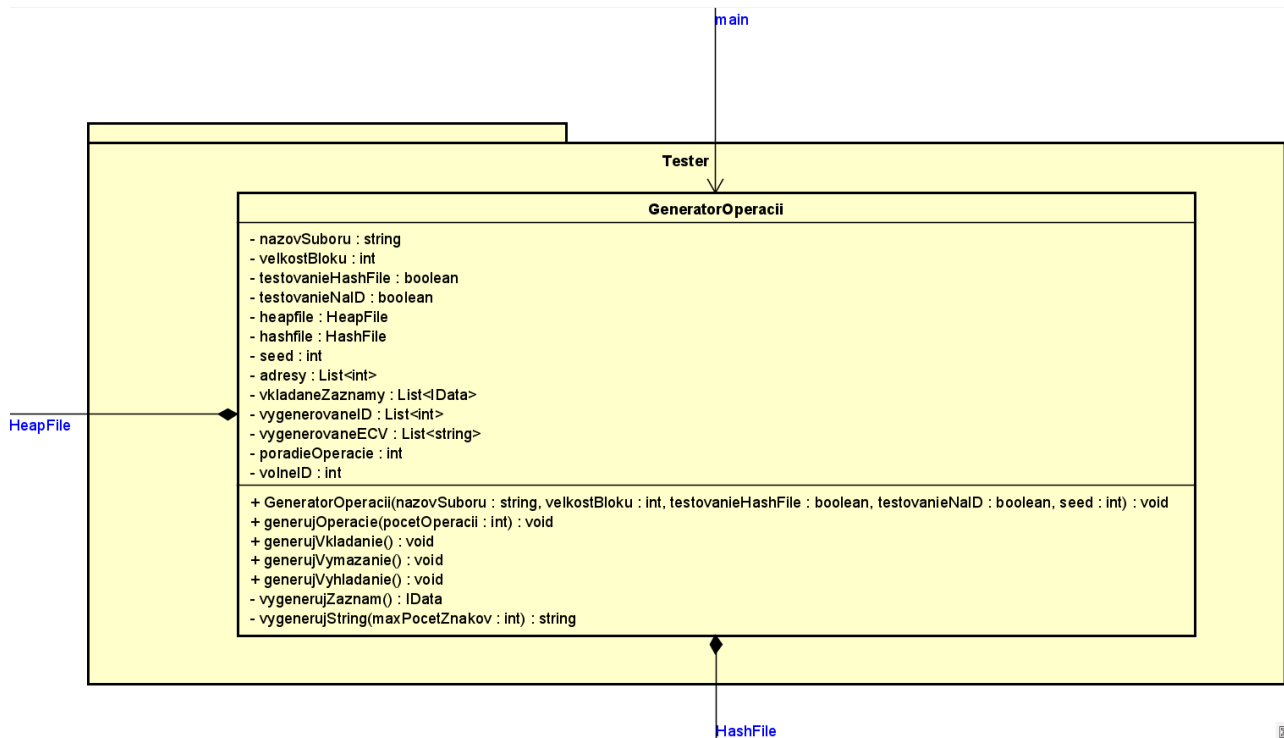 main
Tester
GeneratorOperacii
- nazovSuboru : string
- velkostBloku : int
- testovanieHashFile : boolean
- testovanieNaID : boolean
- heapfile : HeapFile
- hashfile : HashFile
- seed : int
- adresy : List<int>
- vkladaneZaznamy : List<IData>
- vygenerovaneID : List<int>
- vygenerovaneECV : List<string>
- poradieOperacie : int
- volneID : int
HeapFile
+ GeneratorOperacii(nazovSuboru : string, velkostBloku : int, testovanieHashFile : boolean, testovanieNaID : boolean, seed : int) : void
+ generujOperacie(pocetOperacii : int) : void
+ generujVkladanie() : void
+ generujVymazanie() : void
+ generujVyhladanie() : void
- vygenerujZaznam() : IData
- vygenerujString(maxPocetZnakov : int) : string
HashFile